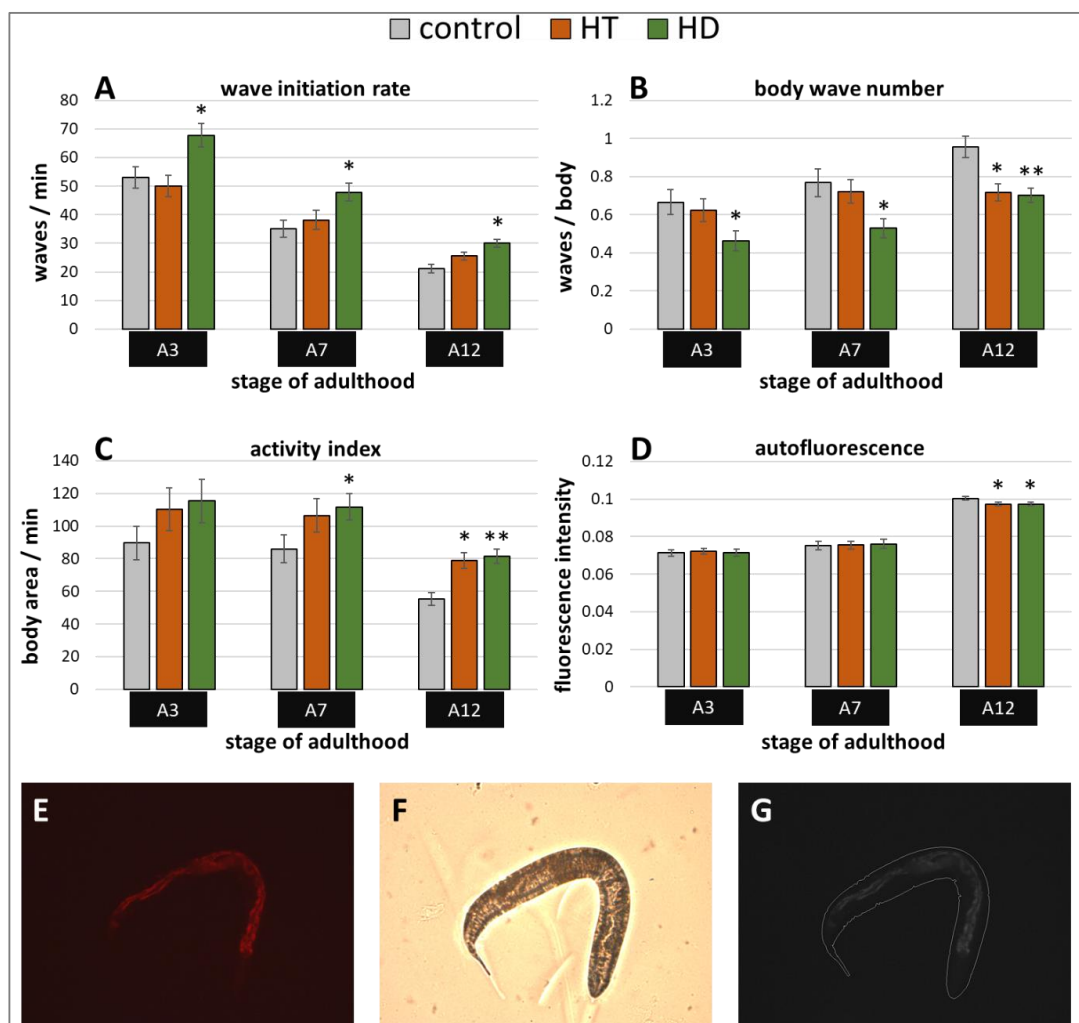 control HT HD
A wave initiation rate
waves / min
80
70
60
50
40
30
20
10
0
*
*
*
A3 A7 A12
stage of adulthood
B body wave number
waves / body
1.2
1
0.8
0.6
0.4
0.2
0
*
*
* **
A3 A7 A12
stage of adulthood
C activity index
body area / min
140
120
100
80
60
40
20
0
*
* **
A3 A7 A12
stage of adulthood
D autofluorescence
fluorescence intensity
0.12
0.1
0.08
0.06
0.04
0.02
0
* *
A3 A7 A12
stage of adulthood
E F G